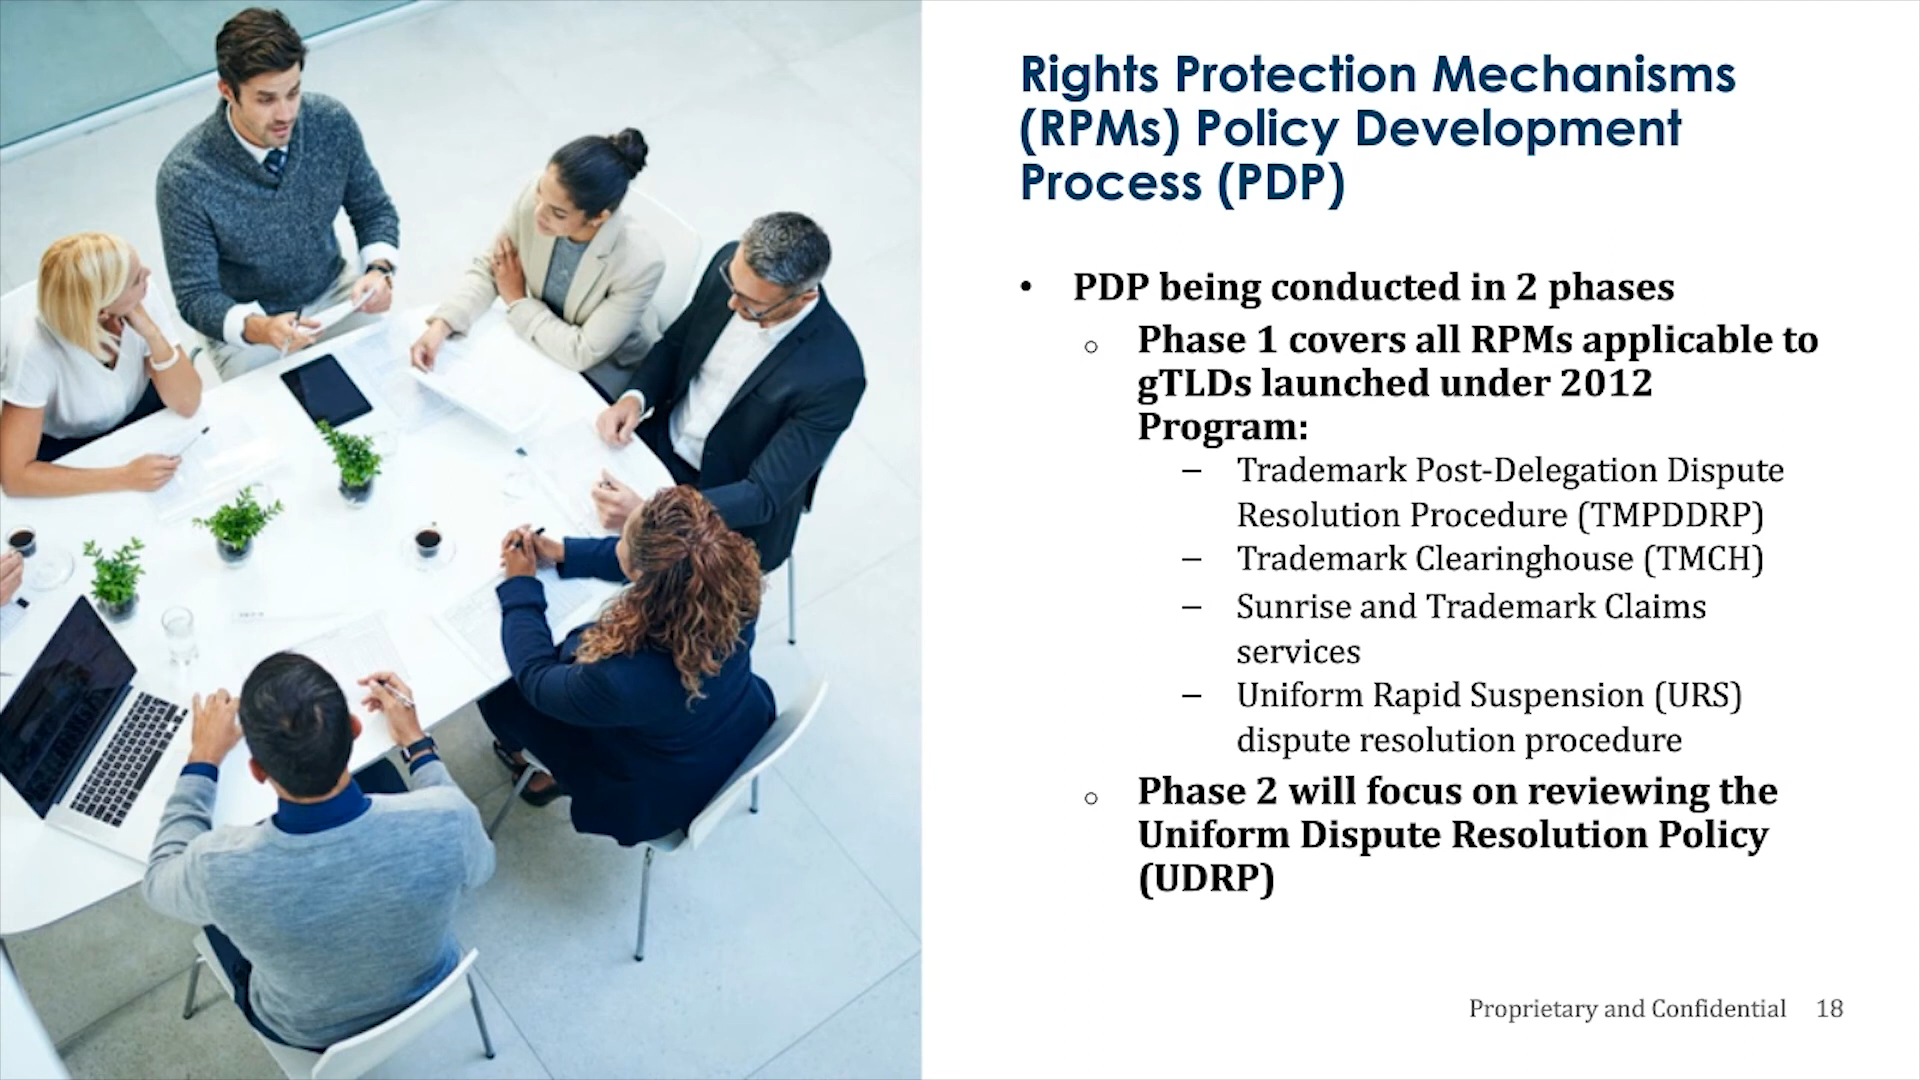 Rights Protection Mechanisms
(RPMs) Policy Development
Process (PDP)
• PDP being conducted in 2 phases
○ Phase 1 covers all RPMs applicable to
gTLDs launched under 2012
Program:
– Trademark Post-Delegation Dispute
Resolution Procedure (TMPDDRP)
– Trademark Clearinghouse (TMCH)
– Sunrise and Trademark Claims
services
– Uniform Rapid Suspension (URS)
dispute resolution procedure
○ Phase 2 will focus on reviewing the
Uniform Dispute Resolution Policy
(UDRP)
Proprietary and Confidential 18